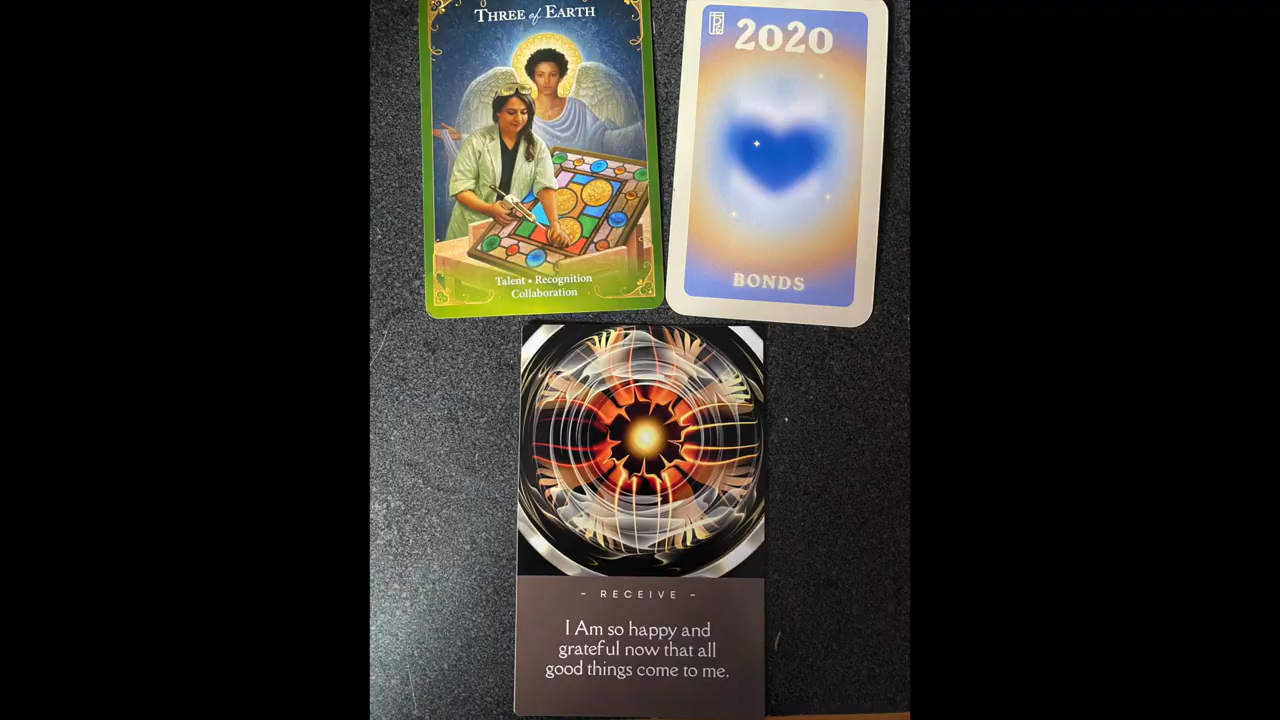 THREE of EARTH
Talent • Recognition
Collaboration
2020
BONDS
~ RECEIVE ~
I Am so happy and
grateful now that all
good things come to me.